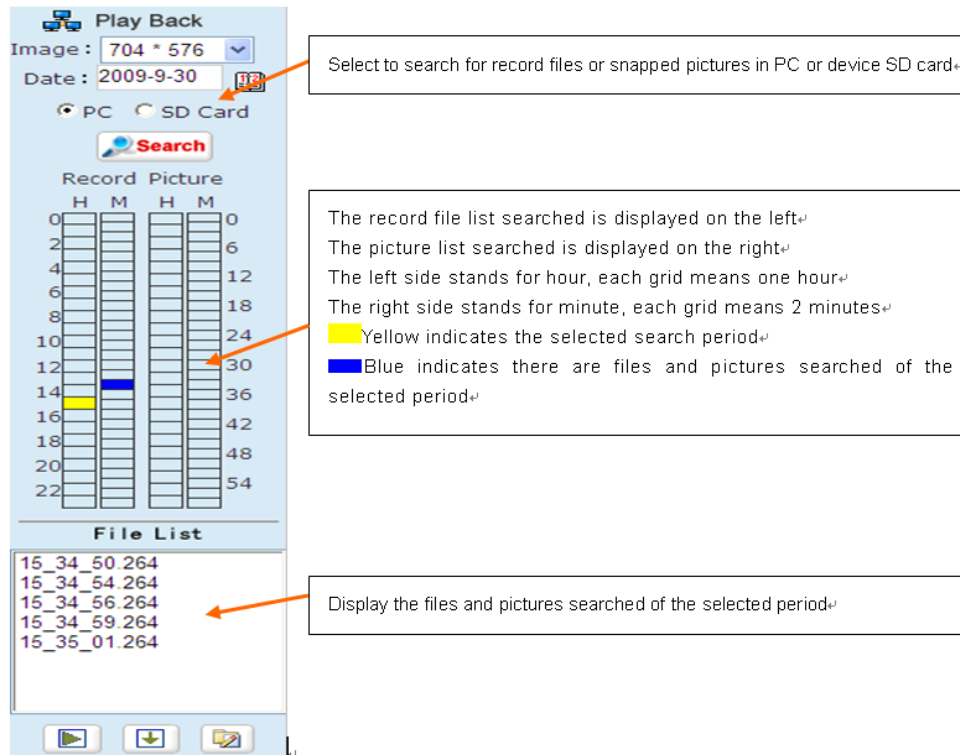 Play Back
Image : 704 * 576
Date : 2009-9-30
PC SD Card
Search
Record Picture
H M H M
0 0
2 6
4 12
6 18
8
10 24
12 30
14 36
16 42
18
20 48
22 54
File List
15_34_50.264
15_34_54.264
15_34_56.264
15_34_59.264
15_35_01.264
Select to search for record files or snapped pictures in PC or device SD card
The record file list searched is displayed on the left
The picture list searched is displayed on the right
The left side stands for hour, each grid means one hour
The right side stands for minute, each grid means 2 minutes
Yellow indicates the selected search period
Blue indicates there are files and pictures searched of the
selected period
Display the files and pictures searched of the selected period